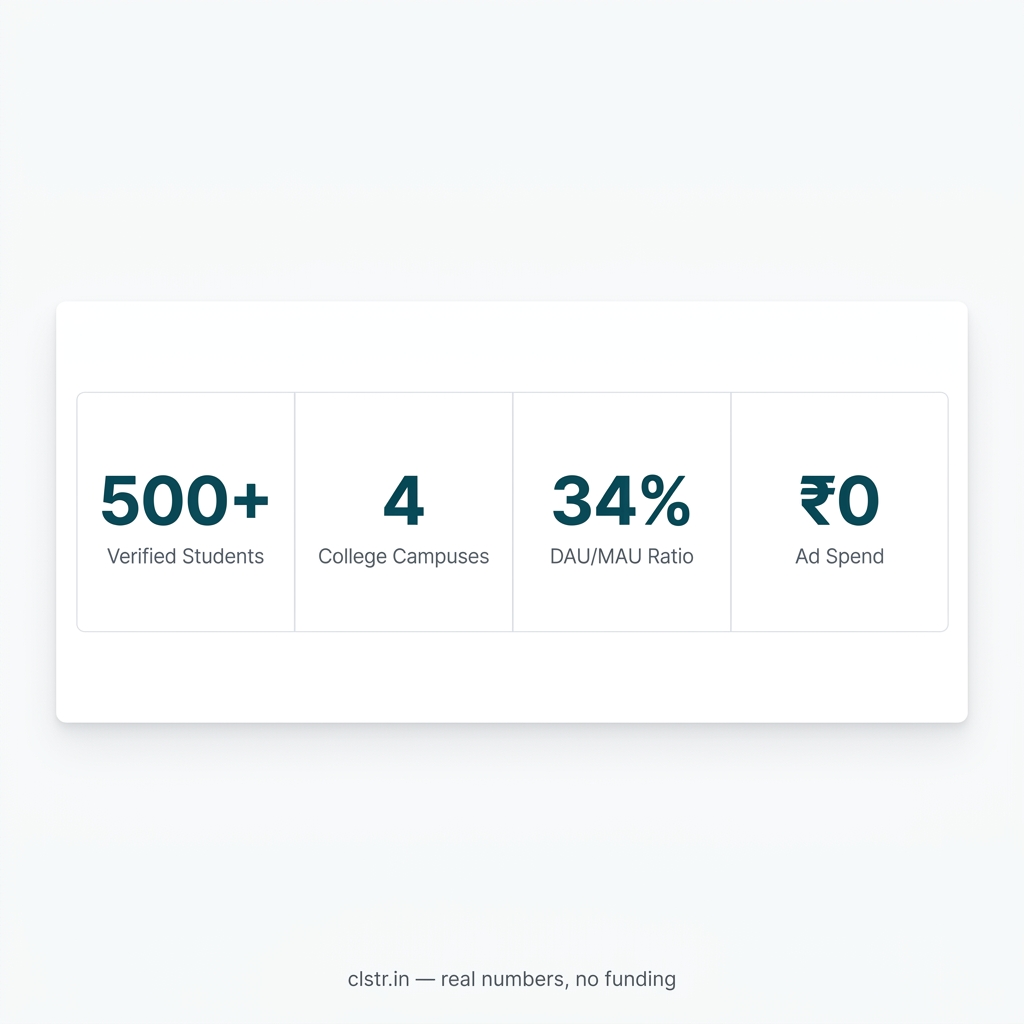 500+
Verified Students
4
College Campuses
34%
DAU/MAU Ratio
₹0
Ad Spend
clstr.in — real numbers, no funding